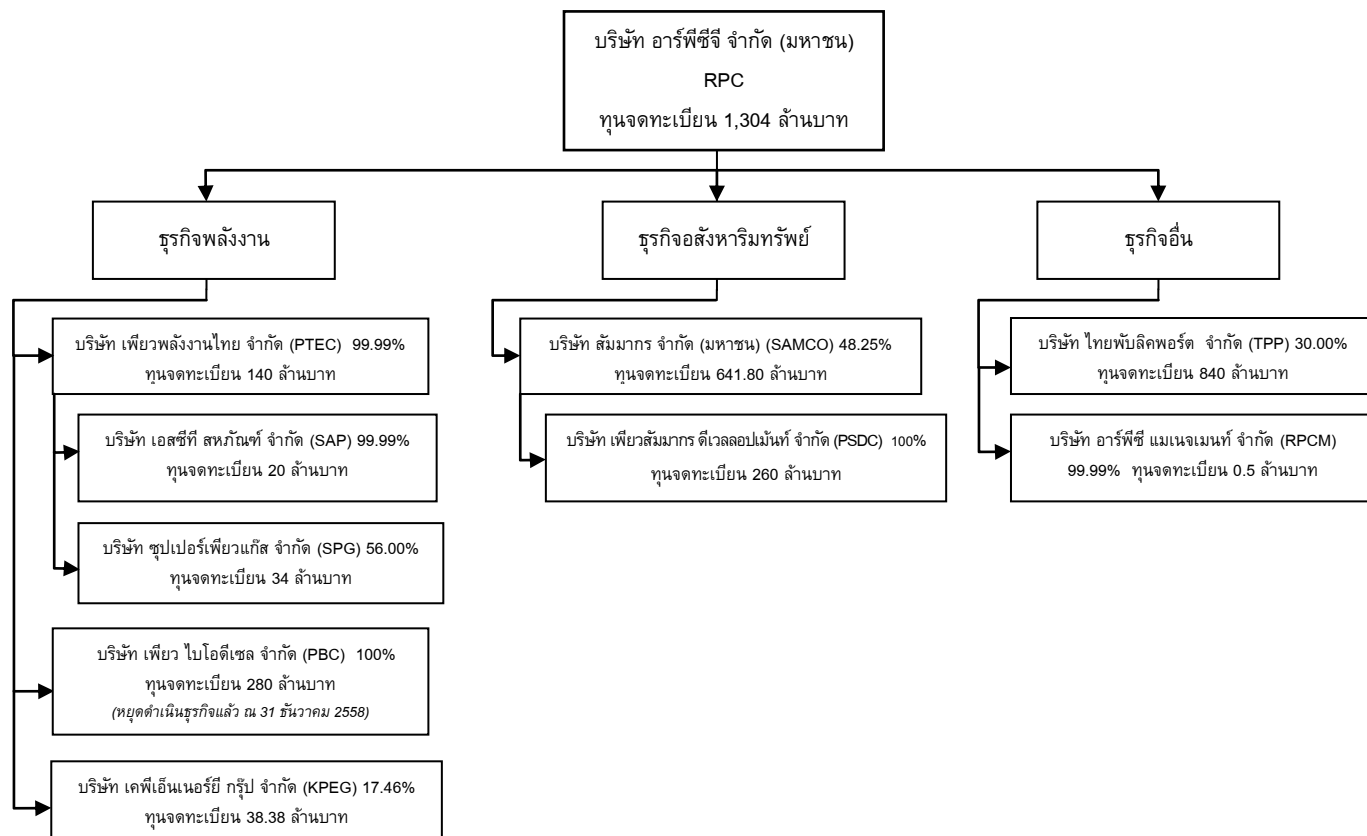 บริษัท อาร์พีซีจี จำกัด (มหาชน)
RPC
ทุนจดทะเบียน 1,304 ล้านบาท
ธุรกิจพลังงาน
ธุรกิจอสังหาริมทรัพย์
ธุรกิจอื่น
บริษัท เพียวพลังงานไทย จำกัด (PTEC) 99.99%
ทุนจดทะเบียน 140 ล้านบาท
บริษัท เอสซีที สหภัณฑ์ จำกัด (SAP) 99.99%
ทุนจดทะเบียน 20 ล้านบาท
บริษัท ซุปเปอร์เพียวแก๊ส จำกัด (SPG) 56.00%
ทุนจดทะเบียน 34 ล้านบาท
บริษัท เพียว ไบโอดีเซล จำกัด (PBC) 100%
ทุนจดทะเบียน 280 ล้านบาท
(หยุดดำเนินธุรกิจแล้ว ณ 31 ธันวาคม 2558)
บริษัท เคพีเอ็นเนอร์ยี กรุ๊ป จำกัด (KPEG) 17.46%
ทุนจดทะเบียน 38.38 ล้านบาท
บริษัท สัมมากร จำกัด (มหาชน) (SAMCO) 48.25%
ทุนจดทะเบียน 641.80 ล้านบาท
บริษัท เพียวสัมมากร ดีเวลลอปเม้นท์ จำกัด (PSDC) 100%
ทุนจดทะเบียน 260 ล้านบาท
บริษัท ไทยพับลิคพอร์ต จำกัด (TPP) 30.00%
ทุนจดทะเบียน 840 ล้านบาท
บริษัท อาร์พีซี แมเนจเมนท์ จำกัด (RPCM)
99.99% ทุนจดทะเบียน 0.5 ล้านบาท